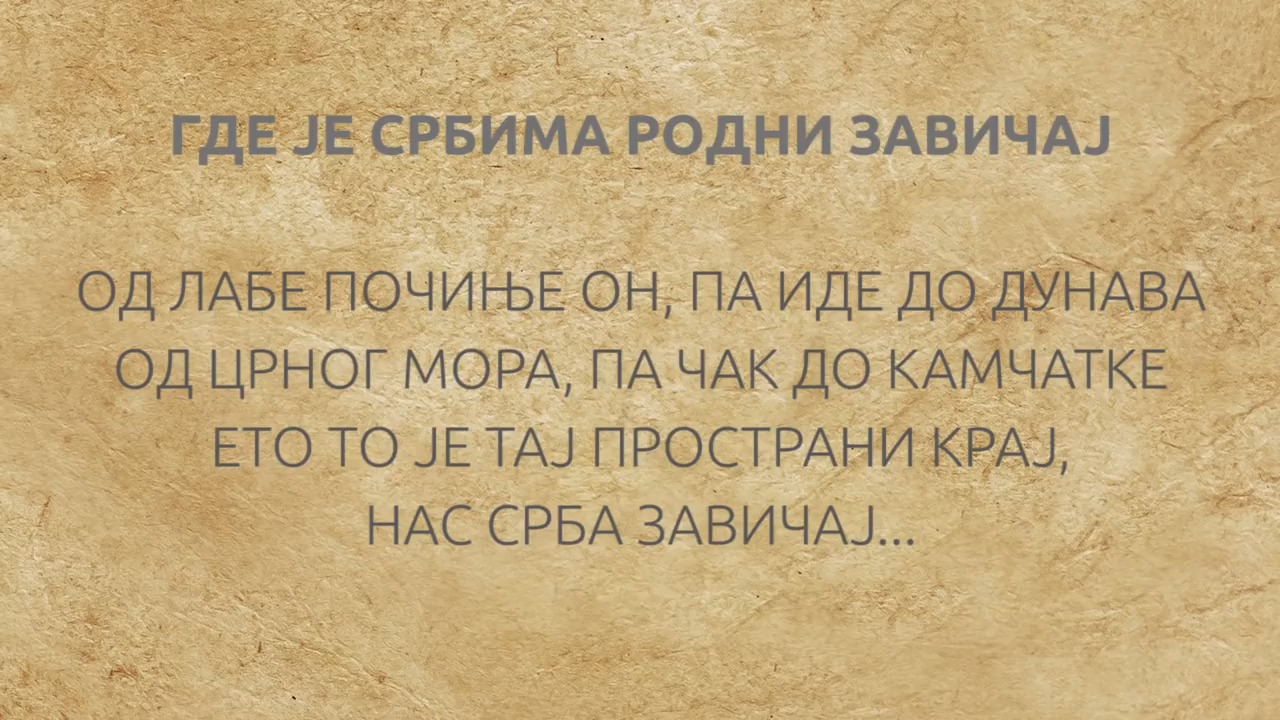 ГДЕ ЈЕ СРБИМА РОДНИ ЗАВИЧАЈ
ОД ЛАБЕ ПОЧИЊЕ ОН, ПА ИДЕ ДО ДУНАВА
ОД ЦРНОГ МОРА, ПА ЧАК ДО КАМЧАТКЕ
ЕТО ТО ЈЕ ТАЈ ПРОСТРАНИ КРАЈ,
НАС СРБА ЗАВИЧАЈ...